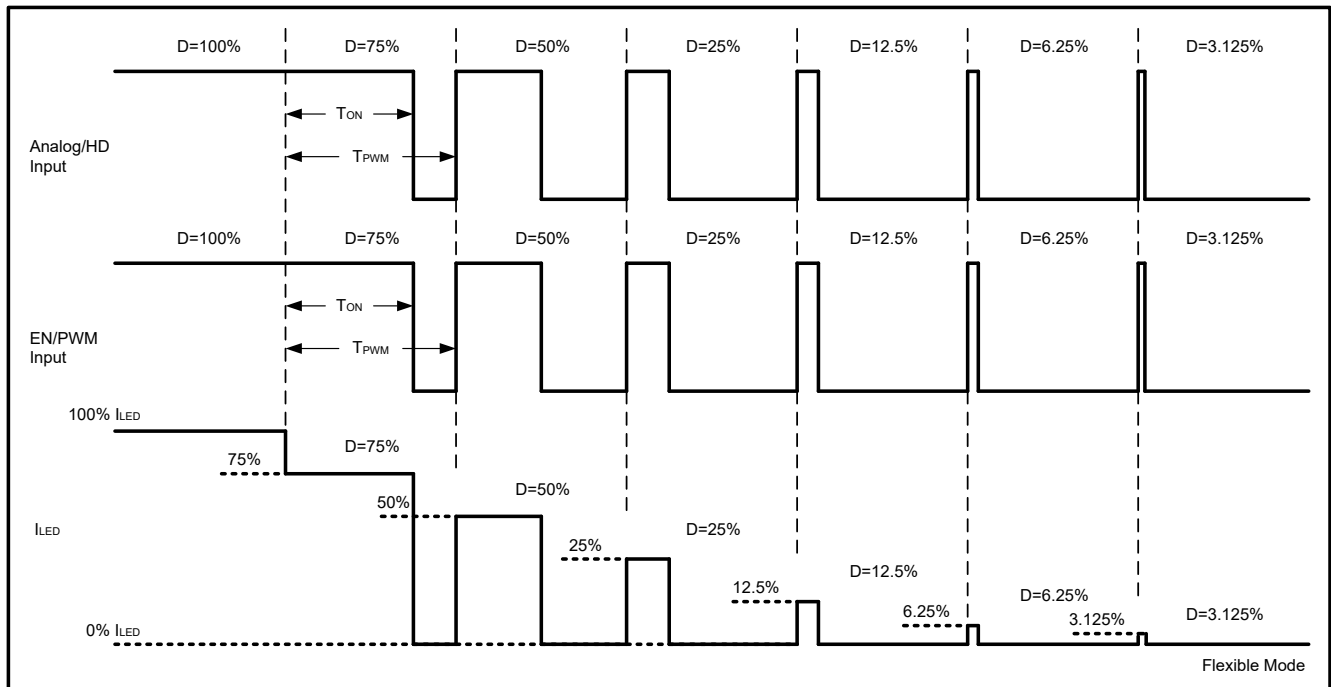 D=100% D=75% D=50% D=25% D=12.5% D=6.25% D=3.125%
TON
Analog/HD
Input
TPWM
D=100% D=75% D=50% D=25% D=12.5% D=6.25% D=3.125%
TON
EN/PWM
Input
TPWM
100% ILED
75% D=75%
50% D=50%
ILED
25% D=25%
12.5% D=12.5%
6.25% D=6.25%
3.125% D=3.125%
0% ILED
Flexible Mode